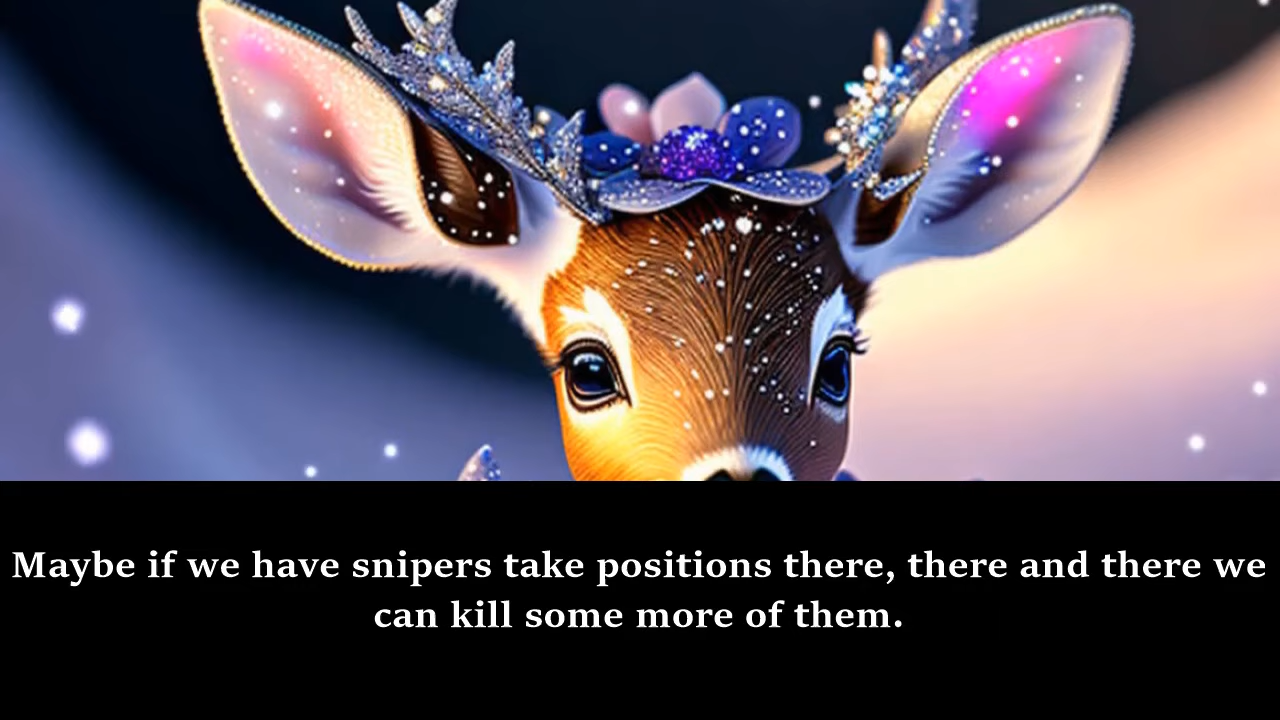 Maybe if we have snipers take positions there, there and there we
can kill some more of them.